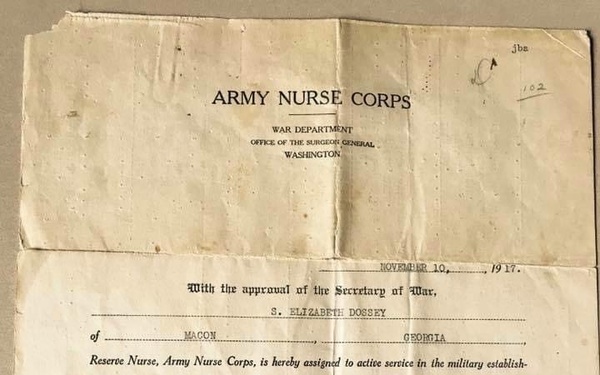 jba
102
ARMY NURSE CORPS
WAR DEPARTMENT
OFFICE OF THE SURGEON GENERAL
WASHINGTON
NOVEMBER 10, 1917.
With the approval of the Secretary of War,
S. ELIZABETH DOSSEY
of MACON, GEORGIA
Reserve Nurse, Army Nurse Corps, is hereby assigned to active service in the military establish-